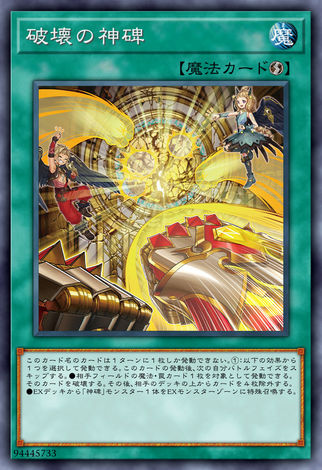 破壊の神碑
魔
【魔法カード】
このカード名のカードは１ターンに１枚しか発動できない。①：以下の効果から
１つを選択して発動できる。このカードの発動後、次の自分バトルフェイズをス
キップする。●相手フィールドの魔法・罠カード１枚を対象として発動できる。
そのカードを破壊する。その後、相手のデッキの上からカードを４枚除外する。
●EXデッキから「神碑」モンスター１体をEXモンスターゾーンに特殊召喚する。
94445733